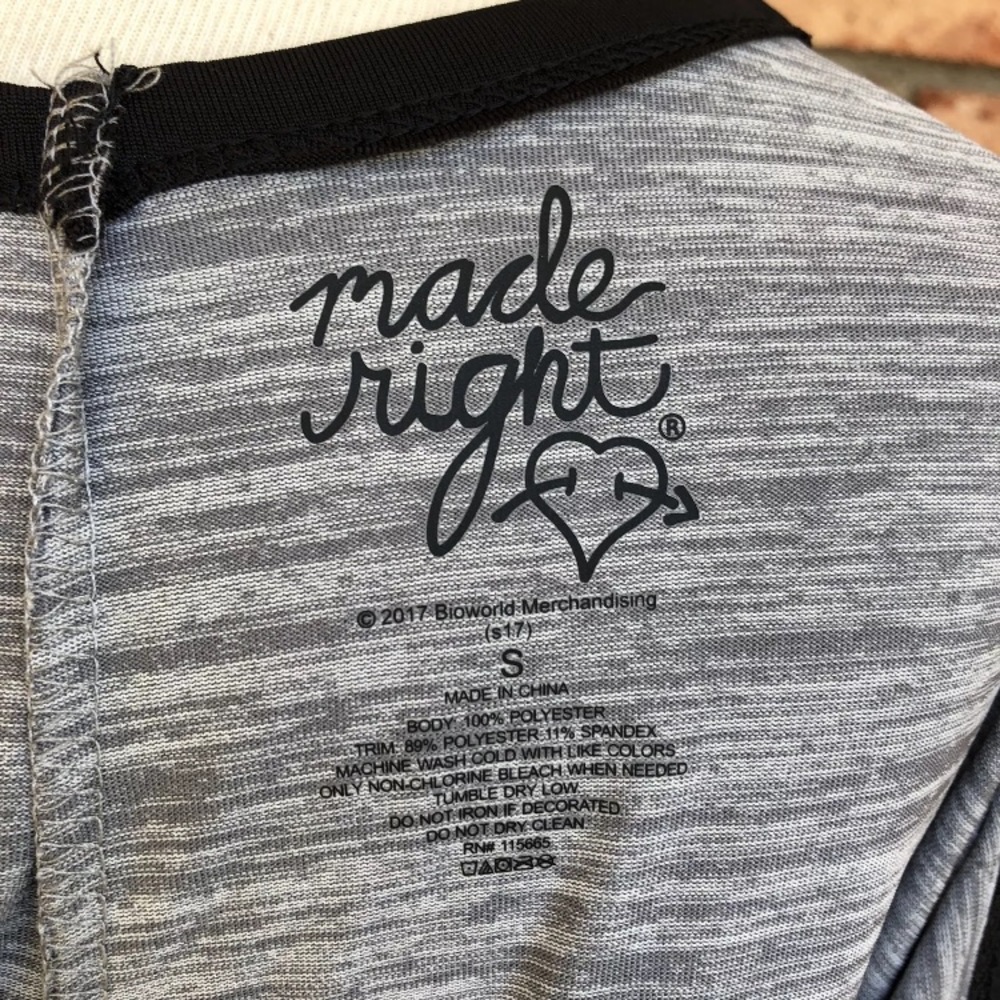 made
right®
© 2017 Bioworld Merchandising
(s17)
S
MADE IN CHINA
BODY: 100% POLYESTER
TRIM: 89% POLYESTER 11% SPANDEX
MACHINE WASH COLD WITH LIKE COLORS
ONLY NON-CHLORINE BLEACH WHEN NEEDED
TUMBLE DRY LOW
DO NOT IRON IF DECORATED
DO NOT DRY CLEAN
RN# 115665